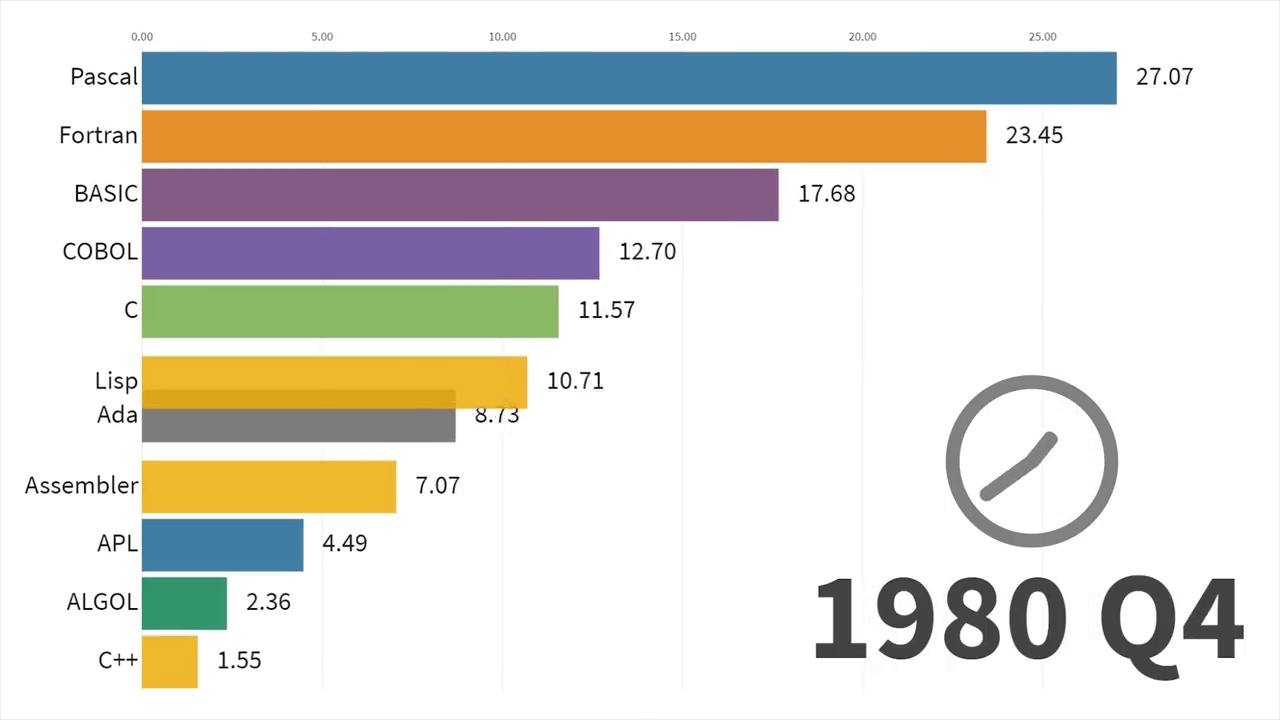 0.00 5.00 10.00 15.00 20.00 25.00
Pascal 27.07
Fortran 23.45
BASIC 17.68
COBOL 12.70
C 11.57
Lisp 10.71
Ada 8.73
Assembler 7.07
APL 4.49
ALGOL 2.36
C++ 1.55
1980 Q4